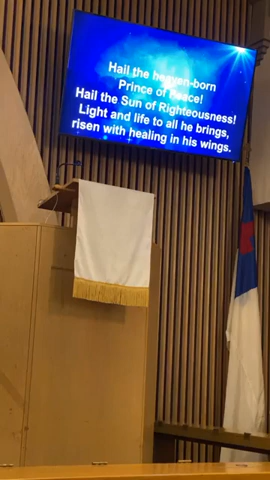 Hail the heaven-born
Prince of Peace!
Hail the Sun of Righteousness!
Light and life to all he brings,
risen with healing in his wings.